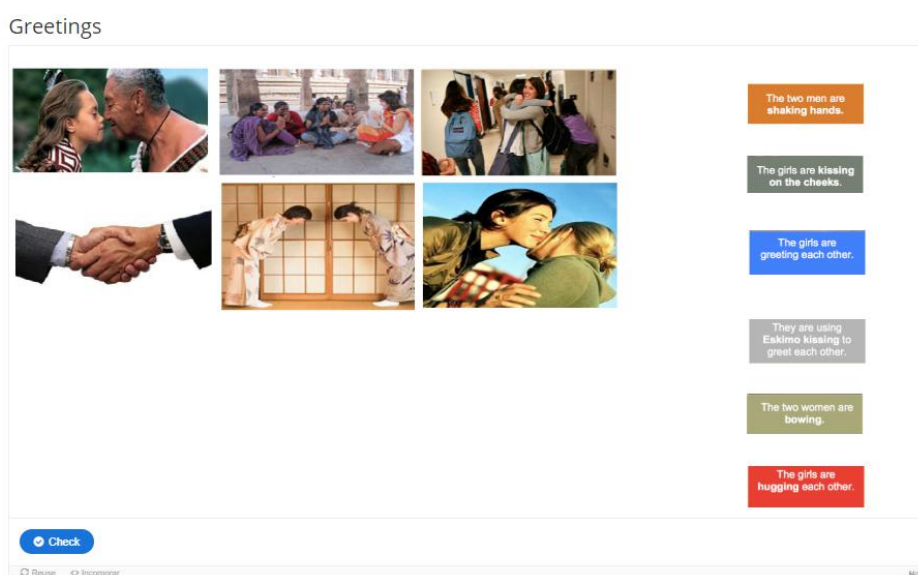 Greetings
The two men are
shaking hands.
The girls are kissing
on the cheeks.
The girls are
greeting each other.
They are using
Eskimo kissing to
greet each other.
The two women are
bowing.
The girls are
hugging each other.
Check
Reuse
Incorporar